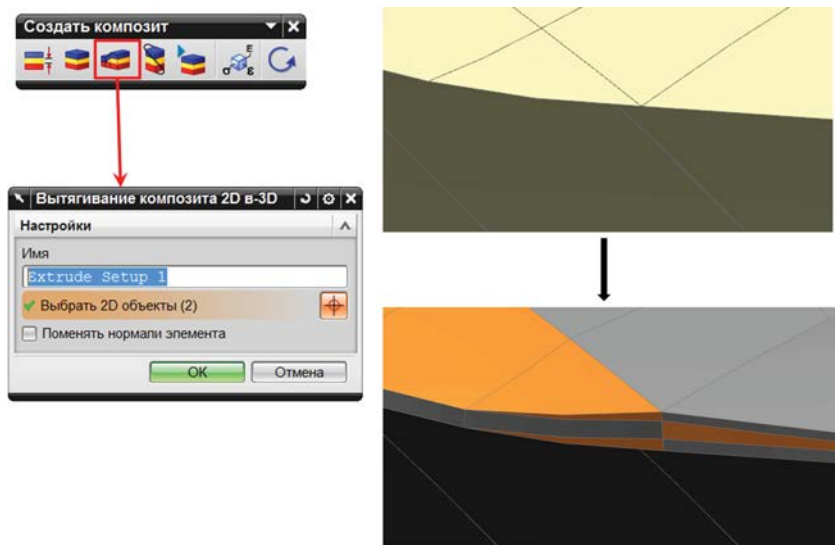 Создать композит
σ E ε
Вытягивание композита 2D в-3D
Настройки
Имя
Extrude Setup 1
Выбрать 2D объекты (2)
Поменять нормали элемента
OK
Отмена